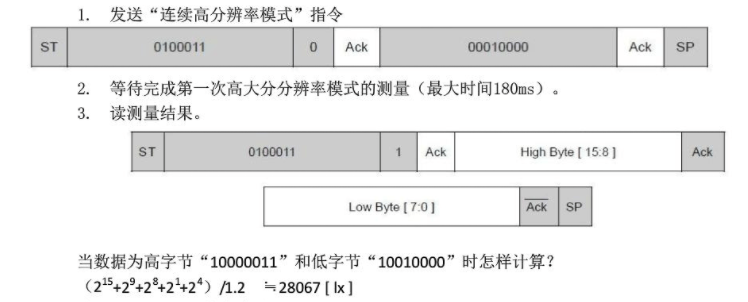 1. 发送“连续高分辨率模式”指令
ST 0100011 0 Ack 00010000 Ack SP
2. 等待完成第一次高大分分辨率模式的测量（最大时间180ms）。
3. 读测量结果。
ST 0100011 1 Ack High Byte [ 15:8 ] Ack
Low Byte [ 7:0 ] Ack SP
当数据为高字节“10000011”和低字节“10010000”时怎样计算？
（2¹⁵+2⁹+2⁸+2¹+2⁴）/1.2 ≒28067 [ lx ]